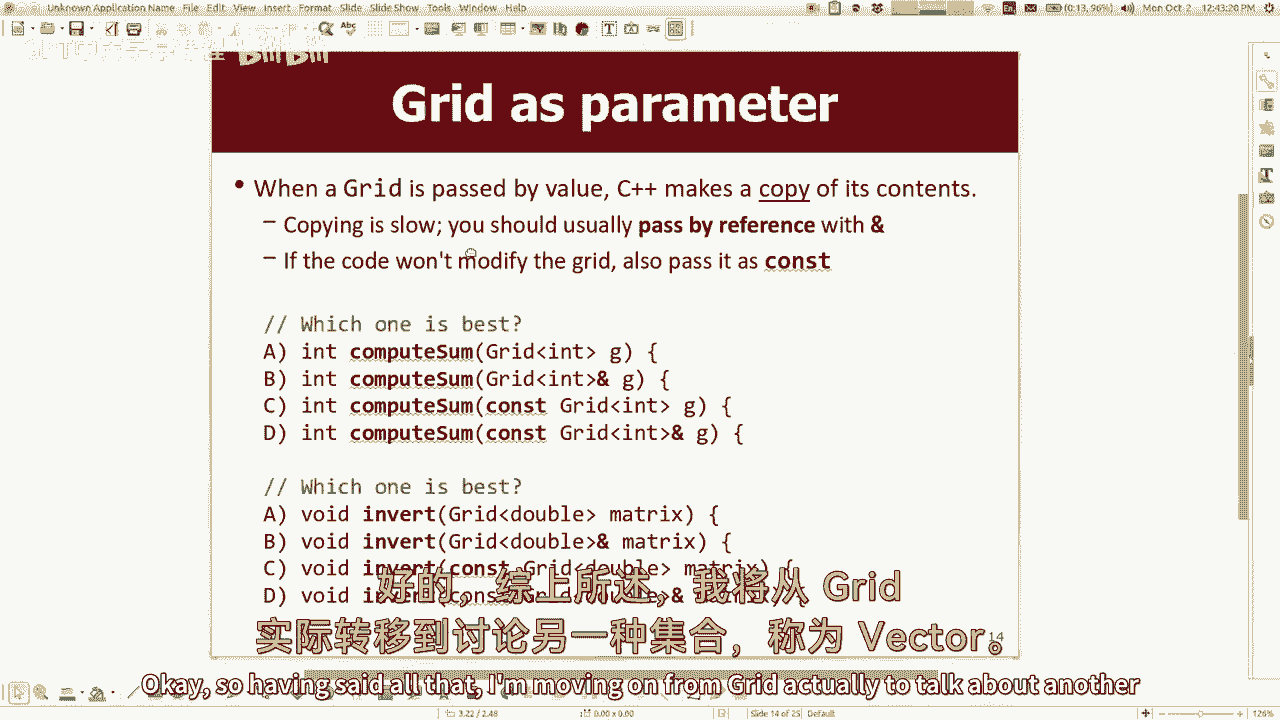 Unknown Application Name File Edit View Insert Format Slide Slide Show Tools Window Help
(0:13, 96%) Mon Oct 2 12:43:20 PM
Grid as parameter
• When a Grid is passed by value, C++ makes a copy of its contents.
– Copying is slow; you should usually pass by reference with &
– If the code won't modify the grid, also pass it as const
// Which one is best?
A) int computeSum(Grid<int> g) {
B) int computeSum(Grid<int>& g) {
C) int computeSum(const Grid<int> g) {
D) int computeSum(const Grid<int>& g) {
// Which one is best?
A) void invert(Grid<double> matrix) {
B) void invert(Grid<double>& matrix) {
C) void invert(const Grid<double> matrix) {
D) void invert(const Grid<double>& matrix) {
14
好的，综上所述，我将从 Grid
实际转移到讨论另一种集合，称为 Vector。
Okay, so having said all that, I'm moving on from Grid actually to talk about another
3.22 / 2.48 0.00 x 0.00 Slide 14 of 25 Default 126%